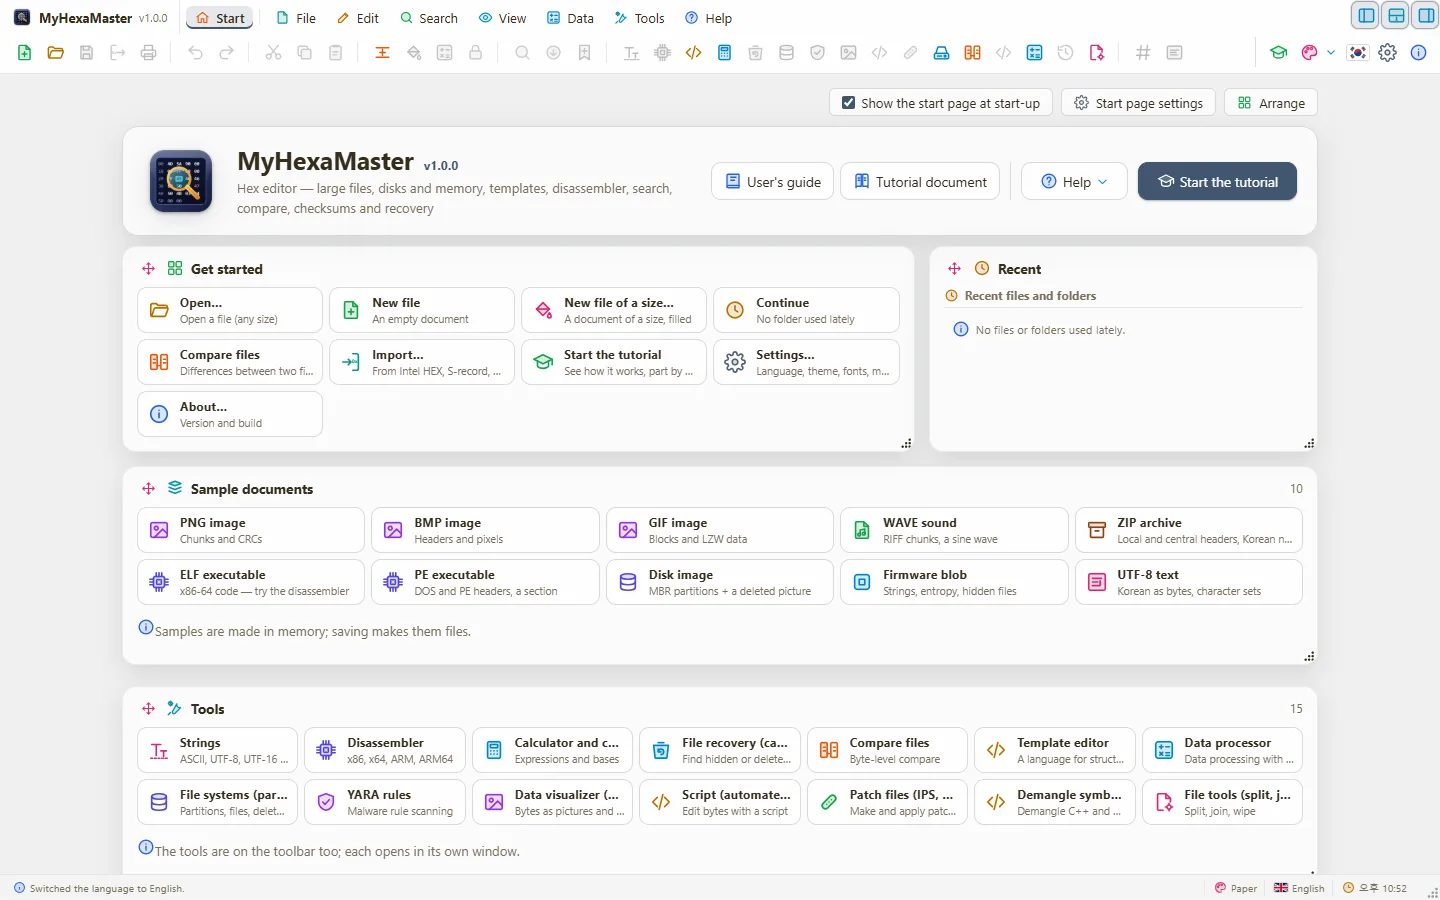 MyHexaMaster v1.0.0
Start
File
Edit
Search
View
Data
Tools
Help
Show the start page at start-up
Start page settings
Arrange
MyHexaMaster v1.0.0
Hex editor — large files, disks and memory, templates, disassembler, search,
compare, checksums and recovery
User's guide
Tutorial document
Help
Start the tutorial
Get started
Open...
Open a file (any size)
New file
An empty document
New file of a size...
A document of a size, filled
Continue
No folder used lately
Compare files
Differences between two fi...
Import...
From Intel HEX, S-record, ...
Start the tutorial
See how it works, part by ...
Settings...
Language, theme, fonts, m...
About...
Version and build
Recent
Recent files and folders
No files or folders used lately.
Sample documents
10
PNG image
Chunks and CRCs
BMP image
Headers and pixels
GIF image
Blocks and LZW data
WAVE sound
RIFF chunks, a sine wave
ZIP archive
Local and central headers, Korean n...
ELF executable
x86-64 code — try the disassembler
PE executable
DOS and PE headers, a section
Disk image
MBR partitions + a deleted picture
Firmware blob
Strings, entropy, hidden files
UTF-8 text
Korean as bytes, character sets
Samples are made in memory; saving makes them files.
Tools
15
Strings
ASCII, UTF-8, UTF-16 ...
Disassembler
x86, x64, ARM, ARM64
Calculator and c...
Expressions and bases
File recovery (ca...
Find hidden or delete...
Compare files
Byte-level compare
Template editor
A language for struct...
Data processor
Data processing with ...
File systems (par...
Partitions, files, delet...
YARA rules
Malware rule scanning
Data visualizer (...
Bytes as pictures and ...
Script (automate...
Edit bytes with a script
Patch files (IPS, ...
Make and apply patc...
Demangle symb...
Demangle C++ and ...
File tools (split, j...
Split, join, wipe
The tools are on the toolbar too; each opens in its own window.
Switched the language to English.
Paper
English
오후 10:52